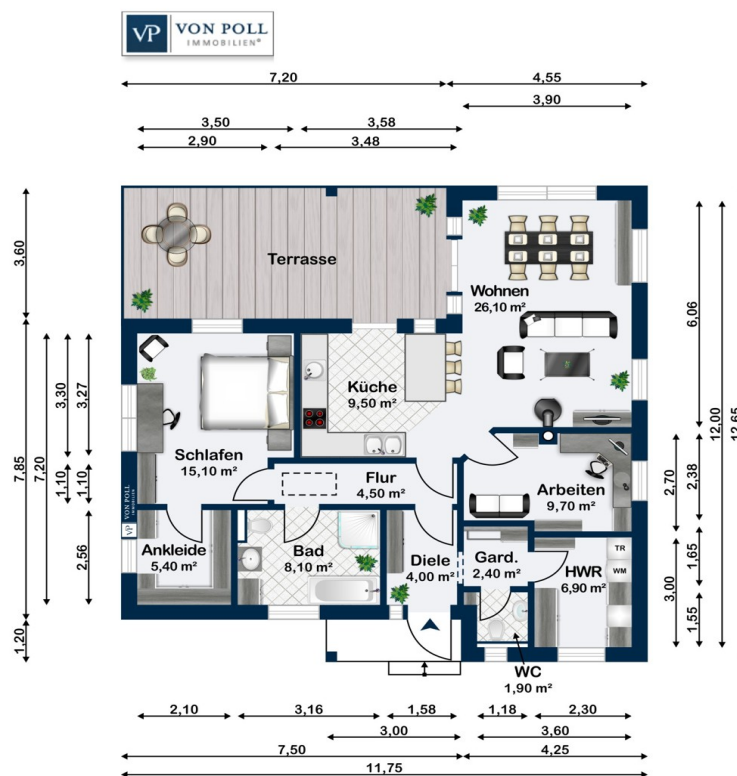 VP VON POLL
IMMOBILIEN®
7,20 4,55
3,90
3,50 3,58
2,90 3,48
Terrasse
Wohnen
26,10 m²
Küche
9,50 m²
Schlafen
15,10 m²
Flur
4,50 m²
Arbeiten
9,70 m²
Ankleide
5,40 m²
Bad
8,10 m²
Diele
4,00 m²
Gard.
2,40 m²
HWR
6,90 m²
TR
WM
WC
1,90 m²
VON POLL
IMMOBILIEN
VP
3,60
7,85
1,20
7,20
3,30
1,10
3,27
1,10
2,56
6,06
2,70
3,00
2,38
1,65
1,55
12,00
12,65
2,10 3,16 1,58 1,18 2,30
3,00 3,60
7,50 4,25
11,75